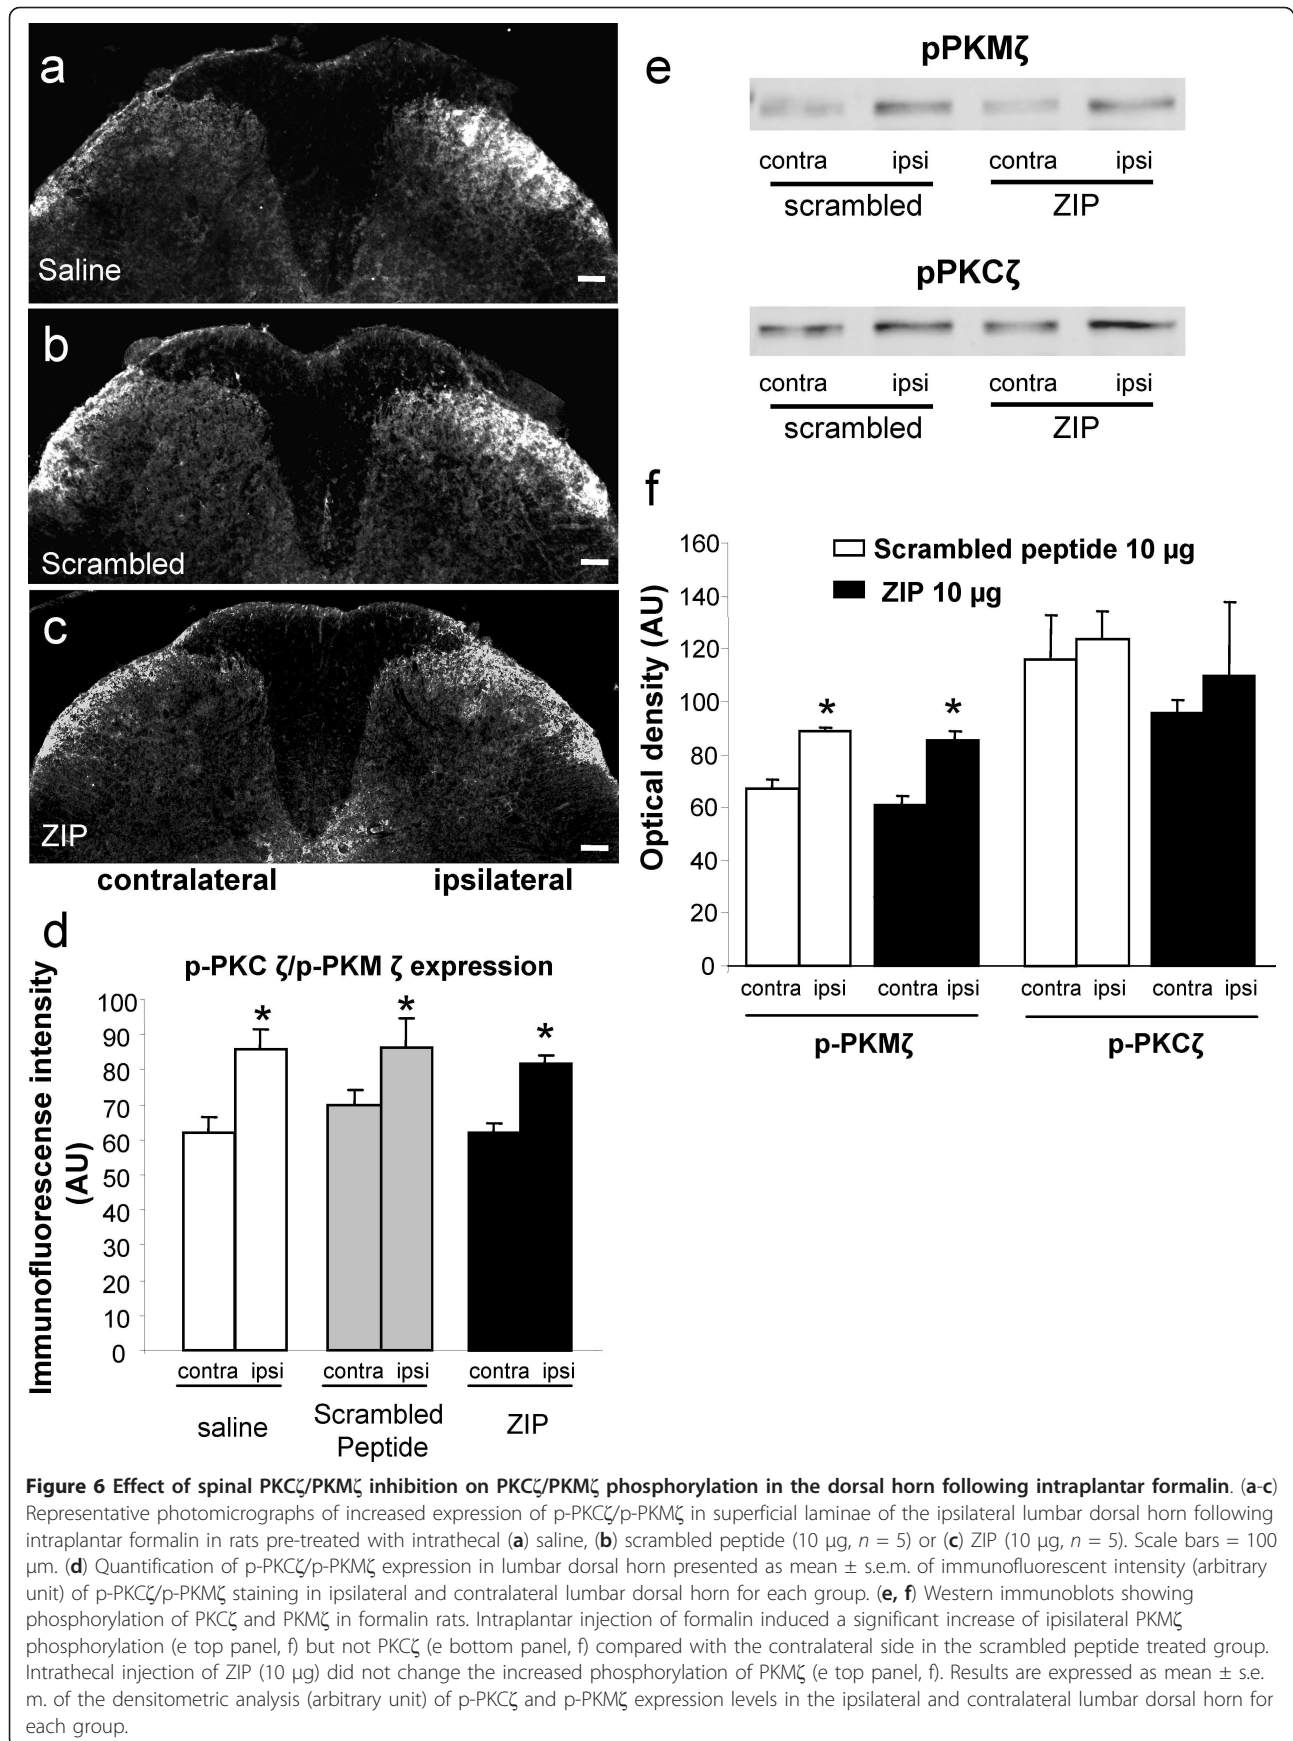 a
Saline
b
Scrambled
c
ZIP
contralateral ipsilateral
d
p-PKC ζ/p-PKM ζ expression
Immunofluorescense intensity
(AU)
100
90
80
70
60
50
40
30
20
10
0
* * *
contra ipsi contra ipsi contra ipsi
saline
Scrambled
Peptide
ZIP
e
pPKMζ
contra ipsi contra ipsi
scrambled ZIP
pPKCζ
contra ipsi contra ipsi
scrambled ZIP
f
Scrambled peptide 10 µg
ZIP 10 µg
Optical density (AU)
160
140
120
100
80
60
40
20
0
* *
contra ipsi contra ipsi contra ipsi contra ipsi
p-PKMζ p-PKCζ
Figure 6 Effect of spinal PKCζ/PKMζ inhibition on PKCζ/PKMζ phosphorylation in the dorsal horn following intraplantar formalin. (a-c)
Representative photomicrographs of increased expression of p-PKCζ/p-PKMζ in superficial laminae of the ipsilateral lumbar dorsal horn following
intraplantar formalin in rats pre-treated with intrathecal (a) saline, (b) scrambled peptide (10 μg, n = 5) or (c) ZIP (10 μg, n = 5). Scale bars = 100
μm. (d) Quantification of p-PKCζ/p-PKMζ expression in lumbar dorsal horn presented as mean ± s.e.m. of immunofluorescent intensity (arbitrary
unit) of p-PKCζ/p-PKMζ staining in ipsilateral and contralateral lumbar dorsal horn for each group. (e, f) Western immunoblots showing
phosphorylation of PKCζ and PKMζ in formalin rats. Intraplantar injection of formalin induced a significant increase of ipisilateral PKMζ
phosphorylation (e top panel, f) but not PKCζ (e bottom panel, f) compared with the contralateral side in the scrambled peptide treated group.
Intrathecal injection of ZIP (10 μg) did not change the increased phosphorylation of PKMζ (e top panel, f). Results are expressed as mean ± s.e.
m. of the densitometric analysis (arbitrary unit) of p-PKCζ and p-PKMζ expression levels in the ipsilateral and contralateral lumbar dorsal horn for
each group.